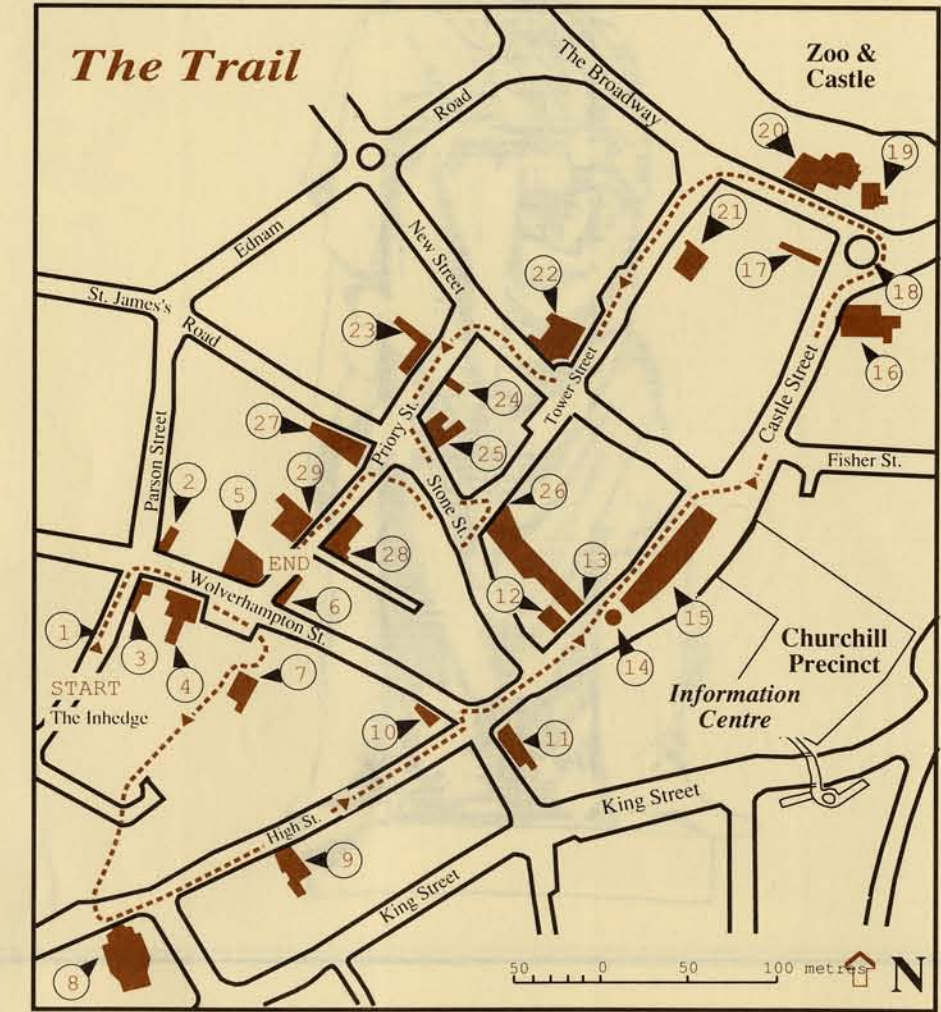 The Trail
Zoo &
Castle
The Broadway
Road
20
19
Ednam
New Street
21
17
18
22
St. James's
Road
23
16
24
Tower Street
Castle Street
27
Priory St.
25
Fisher St.
Parson Street
2
5
29
Stone St.
26
28
END
13
12
Wolverhampton St.
6
1
3
4
7
14
15
Churchill
Precinct
START
The Inhedge
Information
Centre
10
11
King Street
High St.
9
King Street
8
50 0 50 100 metres
N